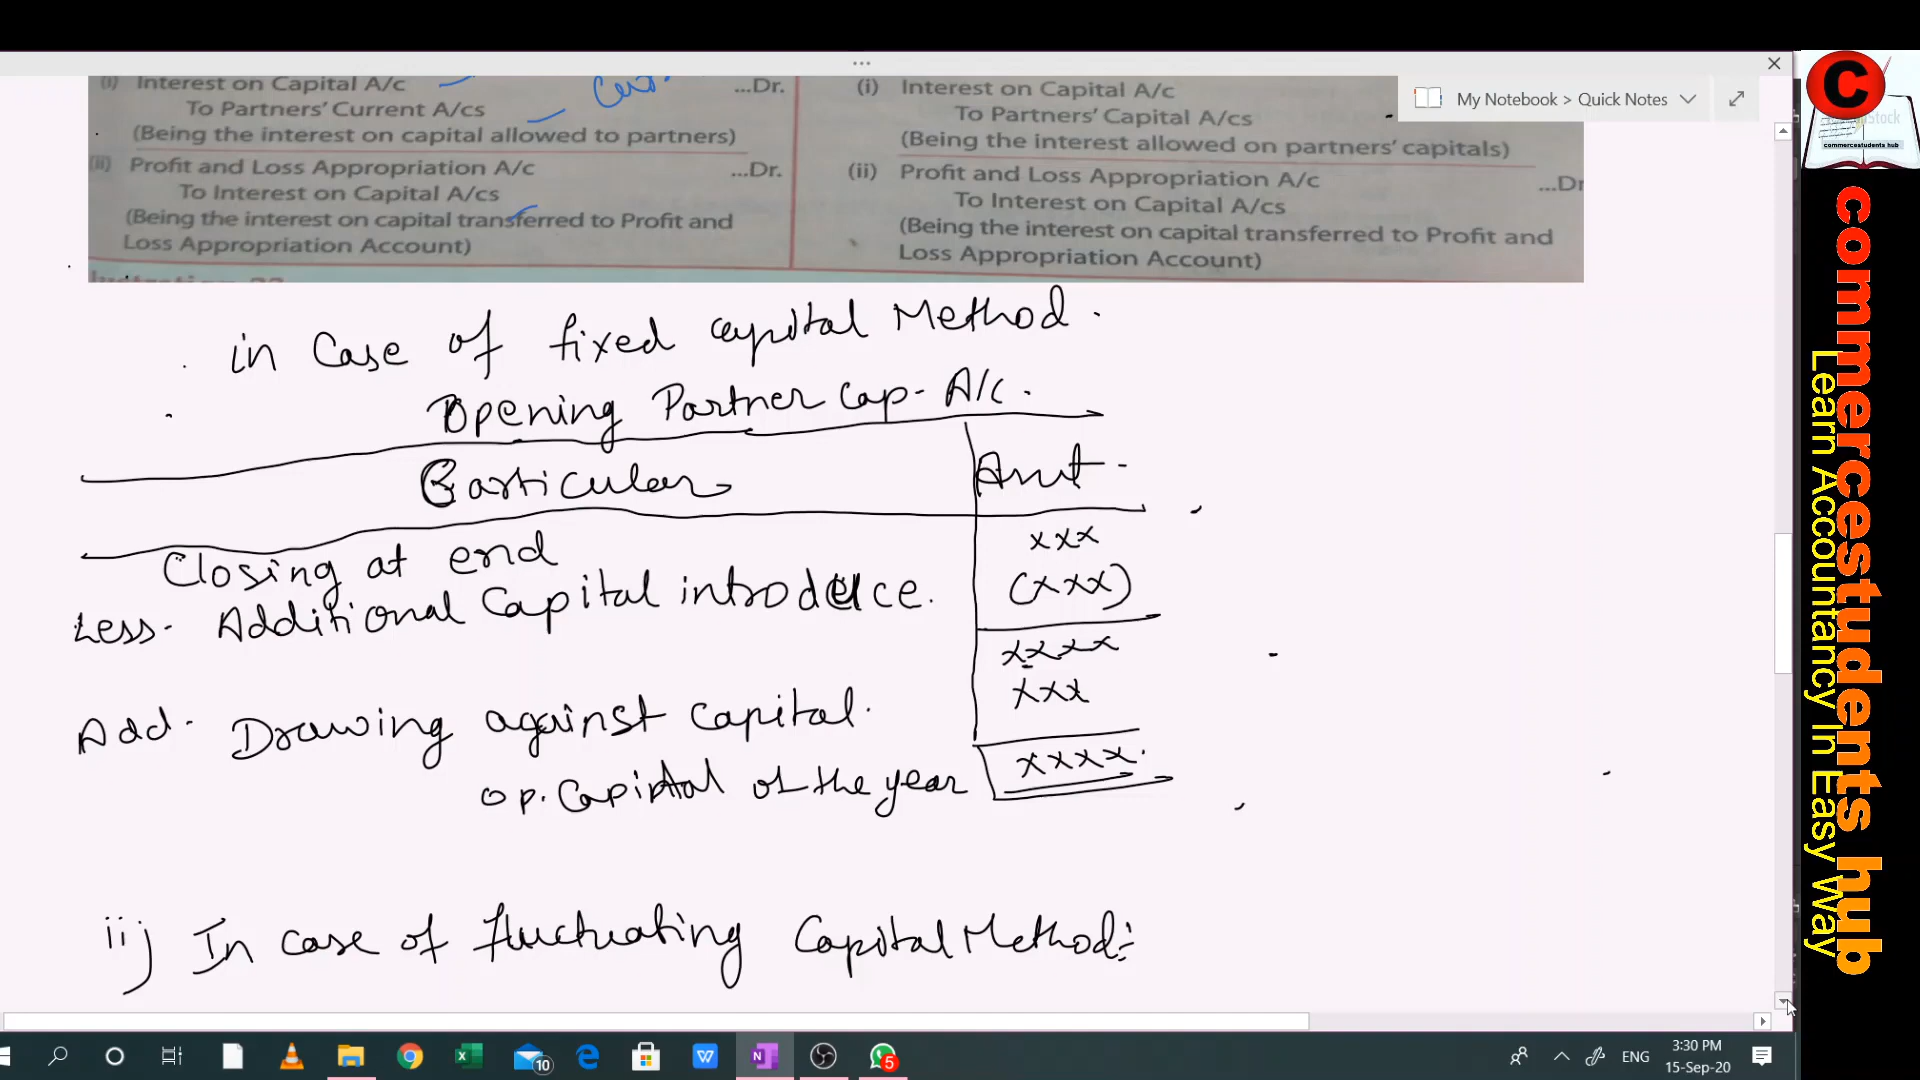 (i) Interest on Capital A/c ...Dr.
To Partners' Current A/cs
(Being the interest on capital allowed to partners)
(ii) Profit and Loss Appropriation A/c ...Dr.
To Interest on Capital A/cs
(Being the interest on capital transferred to Profit and
Loss Appropriation Account)
(i) Interest on Capital A/c
To Partners' Capital A/cs
(Being the interest allowed on partners' capitals)
(ii) Profit and Loss Appropriation A/c ...Dr
To Interest on Capital A/cs
(Being the interest on capital transferred to Profit and
Loss Appropriation Account)
My Notebook > Quick Notes
in Case of fixed capital Method.
Opening Partner Cap- A/c.
Particular Amt-
Closing at end xxx
Less- Additional Capital introduce. (xxx)
xxxx
Add- Drawing against capital. xxx
op. Capital of the year xxxx.
ii) In case of fluctuating Capital Method:-
C
commercestudents hub
commercestudents hub
Learn Accountancy In Easy Way
10
W
N
5
ENG
3:30 PM
15-Sep-20